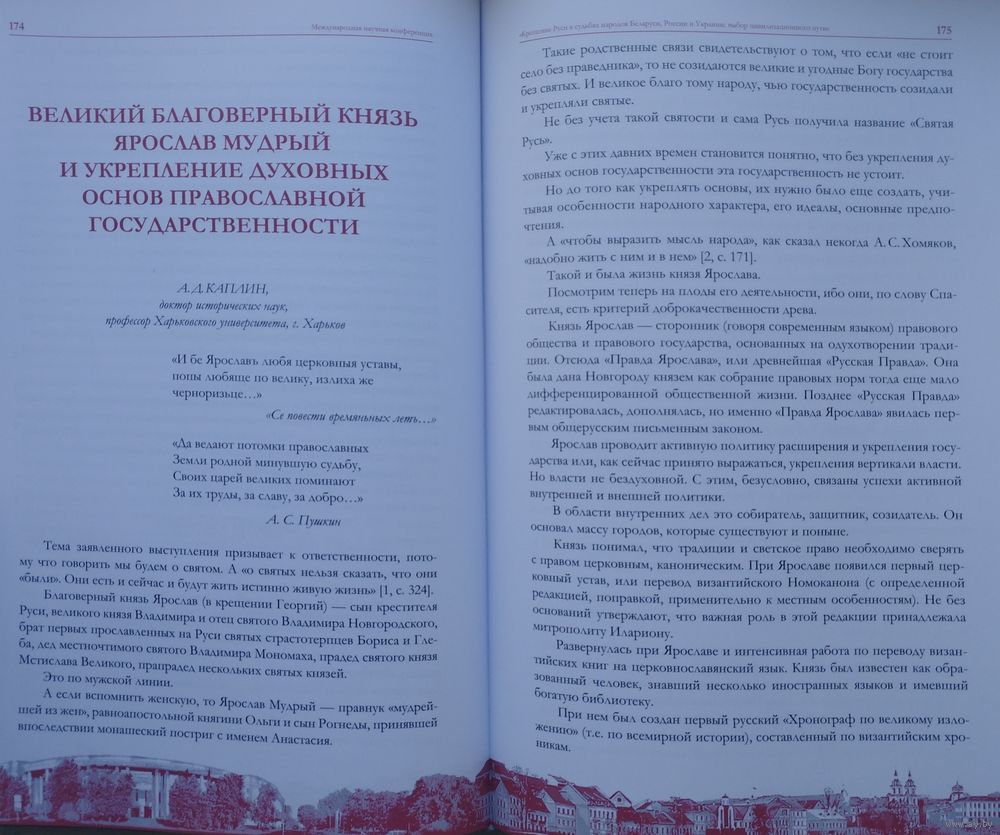 174
Международная научная конференция
ВЕЛИКИЙ БЛАГОВЕРНЫЙ КНЯЗЬ
ЯРОСЛАВ МУДРЫЙ
И УКРЕПЛЕНИЕ ДУХОВНЫХ
ОСНОВ ПРАВОСЛАВНОЙ
ГОСУДАРСТВЕННОСТИ
А. Д. КАПЛИН,
доктор исторических наук,
профессор Харьковского университета, г. Харьков
«И бе Ярославъ любя церковныя уставы,
попы любяше по велику, излиха же
черноризьце…»
«Се повести времяньных леть…»
«Да ведают потомки православных
Земли родной минувшую судьбу,
Своих царей великих поминают
За их труды, за славу, за добро…»
А. С. Пушкин
Тема заявленного выступления призывает к ответственности, пото-
му что говорить мы будем о святом. А «о святых нельзя сказать, что они
«были». Они есть и сейчас и будут жить истинно живую жизнь» [1, с. 324].
Благоверный князь Ярослав (в крещении Георгий) — сын крестителя
Руси, великого князя Владимира и отец святого Владимира Новгородского,
брат первых прославленных на Руси святых страстотерпцев Бориса и Гле-
ба, дед местночтимого святого Владимира Мономаха, прадед святого князя
Мстислава Великого, прапрадед нескольких святых князей.
Это по мужской линии.
А если вспомнить женскую, то Ярослав Мудрый — правнук «мудрей-
шей из жен», равноапостольной княгини Ольги и сын Рогнеды, принявшей
впоследствии монашеский постриг с именем Анастасия.
«Крещение Руси в судьбах народов Беларуси, России и Украины: выбор цивилизационного пути»
175
Такие родственные связи свидетельствуют о том, что если «не стоит
село без праведника», то не созидаются великие и угодные Богу государства
без святых. И великое благо тому народу, чью государственность созидали
и укрепляли святые.
Не без учета такой святости и сама Русь получила название «Святая
Русь».
Уже с этих давних времен становится понятно, что без укрепления ду-
ховных основ государственности эта государственность не устоит.
Но до того как укреплять основы, их нужно было еще создать, учи-
тывая особенности народного характера, его идеалы, основные предпо-
чтения.
А «чтобы выразить мысль народа», как сказал некогда А. С. Хомяков,
«надобно жить с ним и в нем» [2, с. 171].
Такой и была жизнь князя Ярослава.
Посмотрим теперь на плоды его деятельности, ибо они, по слову Спа-
сителя, есть критерий доброкачественности древа.
Князь Ярослав — сторонник (говоря современным языком) правового
общества и правового государства, основанных на одухотворении тради-
ции. Отсюда «Правда Ярослава», или древнейшая «Русская Правда». Она
была дана Новгороду князем как собрание правовых норм тогда еще мало
дифференцированной общественной жизни. Позднее «Русская Правда»
редактировалась, дополнялась, но именно «Правда Ярослава» явилась пер-
вым общерусским письменным законом.
Ярослав проводит активную политику расширения и укрепления госу-
дарства или, как сейчас принято выражаться, укрепления вертикали власти.
Но власти не бездуховной. С этим, безусловно, связаны успехи активной
внутренней и внешней политики.
В области внутренних дел это собиратель, защитник, созидатель. Он
основал массу городов, которые существуют и поныне.
Князь понимал, что традиции и светское право необходимо сверять
с правом церковным, каноническим. При Ярославе появился первый цер-
ковный устав, или перевод византийского Номоканона (с определенной
редакцией, поправкой, применительно к местным особенностям). Не без
оснований утверждают, что важная роль в этой редакции принадлежала
митрополиту Илариону.
Развернулась при Ярославе и интенсивная работа по переводу визан-
тийских книг на церковнославянский язык. Князь был известен как обра-
зованный человек, знавший несколько иностранных языков и имевший
богатую библиотеку.
При нем был создан первый русский «Хронограф по великому изло-
жению» (т.е. по всемирной истории), составленный по византийским хро-
никам.